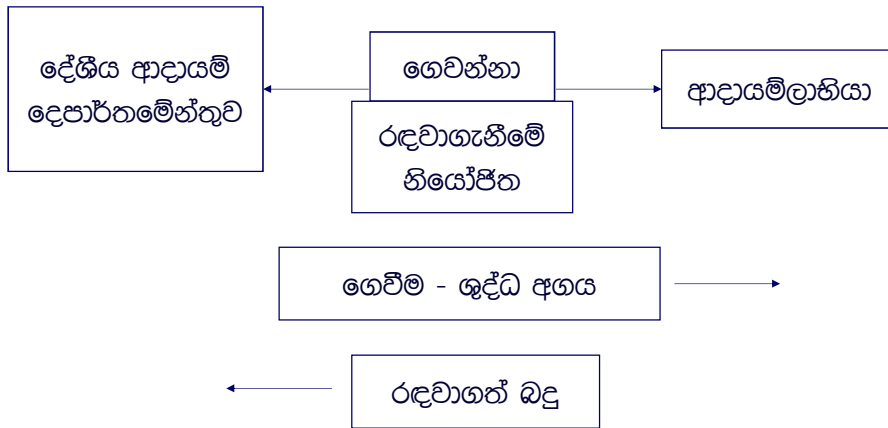 දේශීය ආදායම්
දෙපාර්තමේන්තුව
ගෙවන්නා
රඳවාගැනීමේ
නියෝජිත
ආදායම්ලාභියා
ගෙවීම - ශුද්ධ අගය
රඳවාගත් බදු